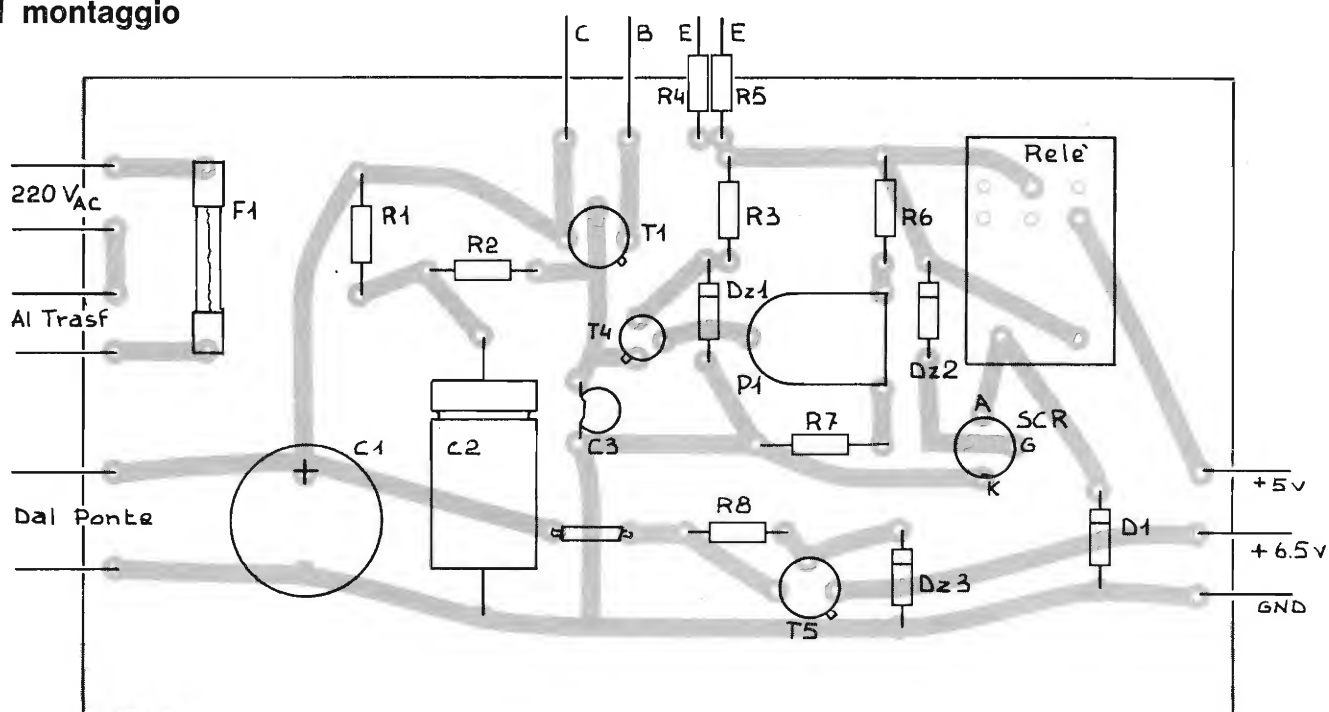 montaggio
C B E E
R4 R5
Relè
220 VAC
F1
R1
R2
T1
R3
R6
Al Trasf
T4
Dz1
P1
Dz2
A
SCR
G
K
C1
C2
C3
R7
+5v
Dal Ponte
R8
D1
+6.5v
T5
Dz3
GND
+